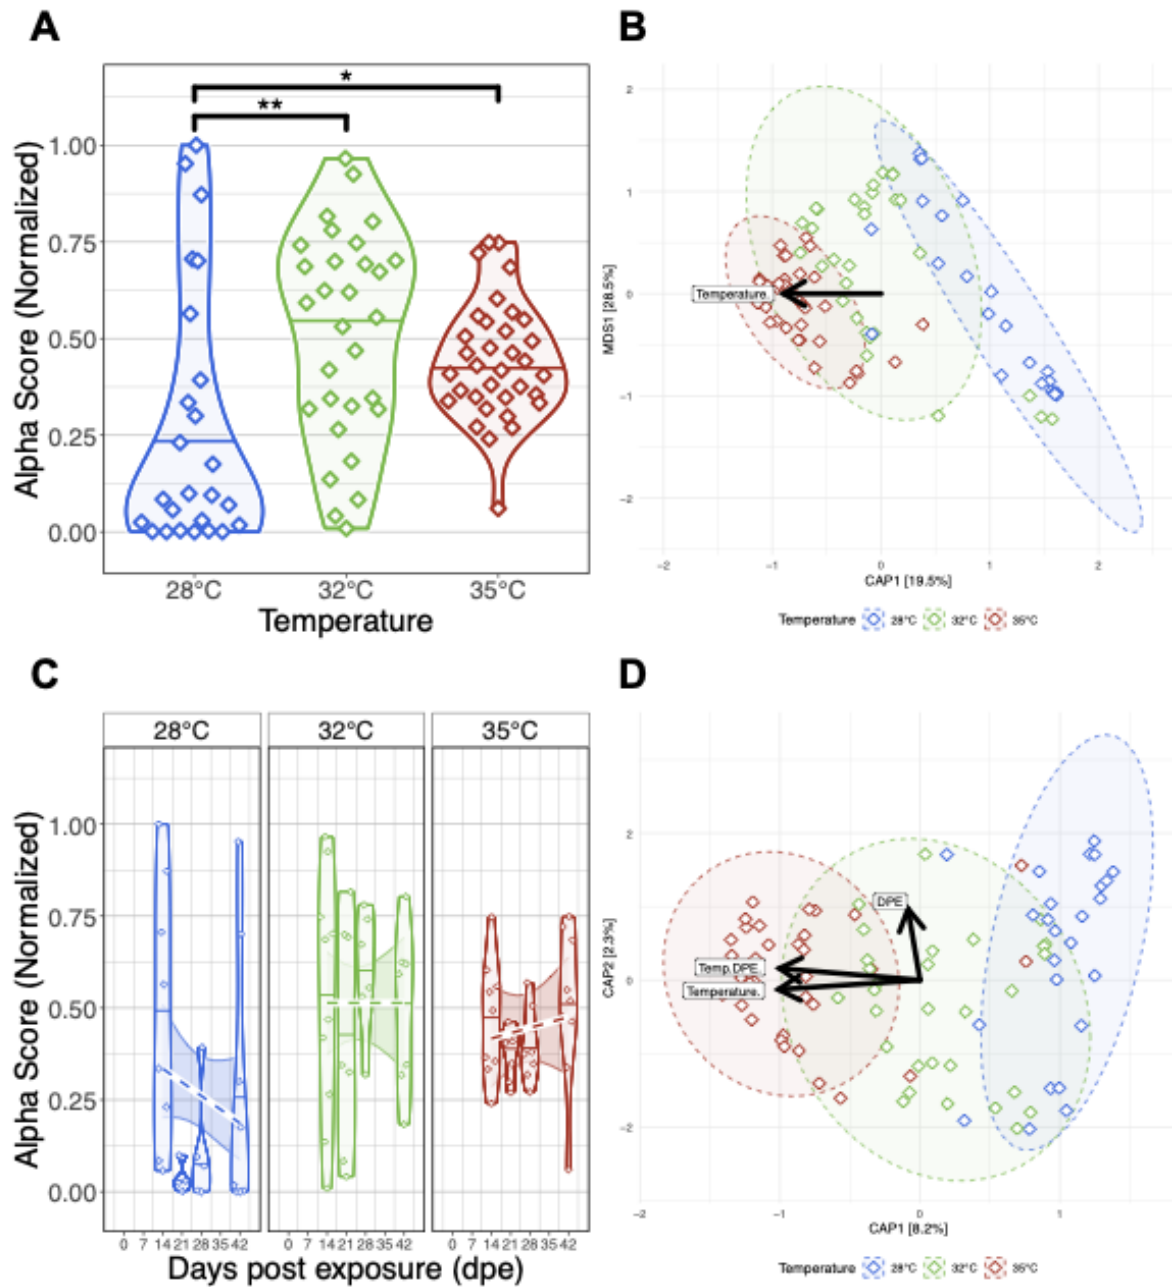 A
Alpha Score (Normalized)
1.00
0.75
0.50
0.25
0.00
*
**
28°C 32°C 35°C
Temperature
B
MDS1 [28.5%]
2
1
0
−1
−2
Temperature.
−2 −1 0 1 2
CAP1 [19.5%]
Temperature 28°C 32°C 35°C
C
28°C 32°C 35°C
Alpha Score (Normalized)
1.00
0.75
0.50
0.25
0.00
0 7 14 21 28 35 42 0 7 14 21 28 35 42 0 7 14 21 28 35 42
Days post exposure (dpe)
D
CAP2 [2.3%]
2
0
−2
DPE
Temp.DPE.
Temperature.
−2 −1 0 1
CAP1 [8.2%]
Temperature 28°C 32°C 35°C